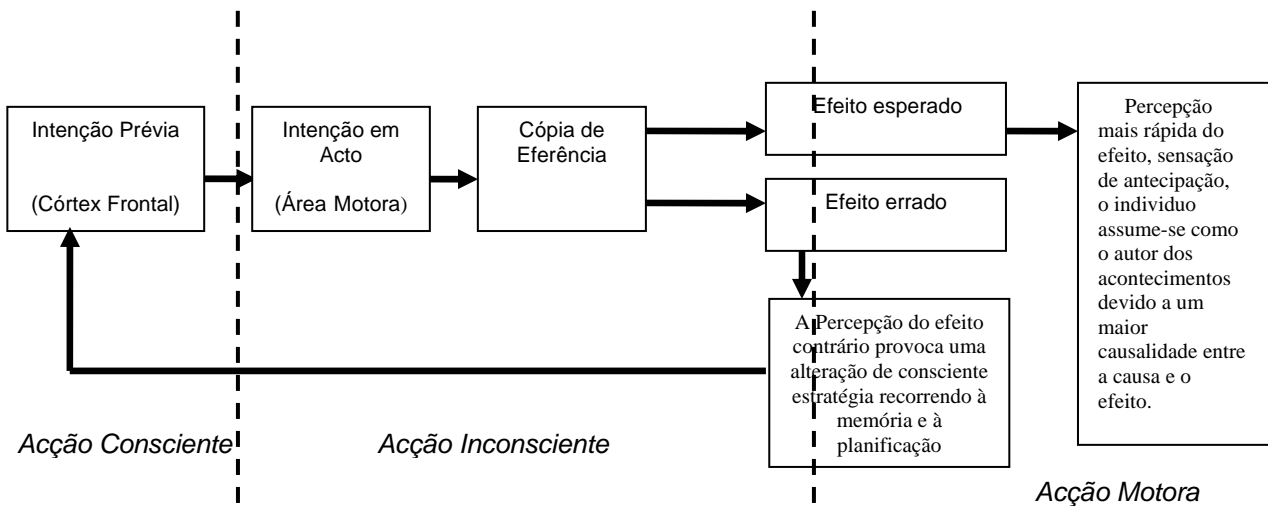 Intenção Prévia
(Córtex Frontal)
Intenção em
Acto
(Área Motora)
Cópia de
Eferência
Efeito esperado
Efeito errado
A Percepção do efeito
contrário provoca uma
alteração de consciente
estratégia recorrendo à
memória e à
planificação
Percepção
mais rápida do
efeito, sensação
de antecipação,
o individuo
assume-se como
o autor dos
acontecimentos
devido a um
maior
causalidade entre
a causa e o
efeito.
Acção Consciente
Acção Inconsciente
Acção Motora